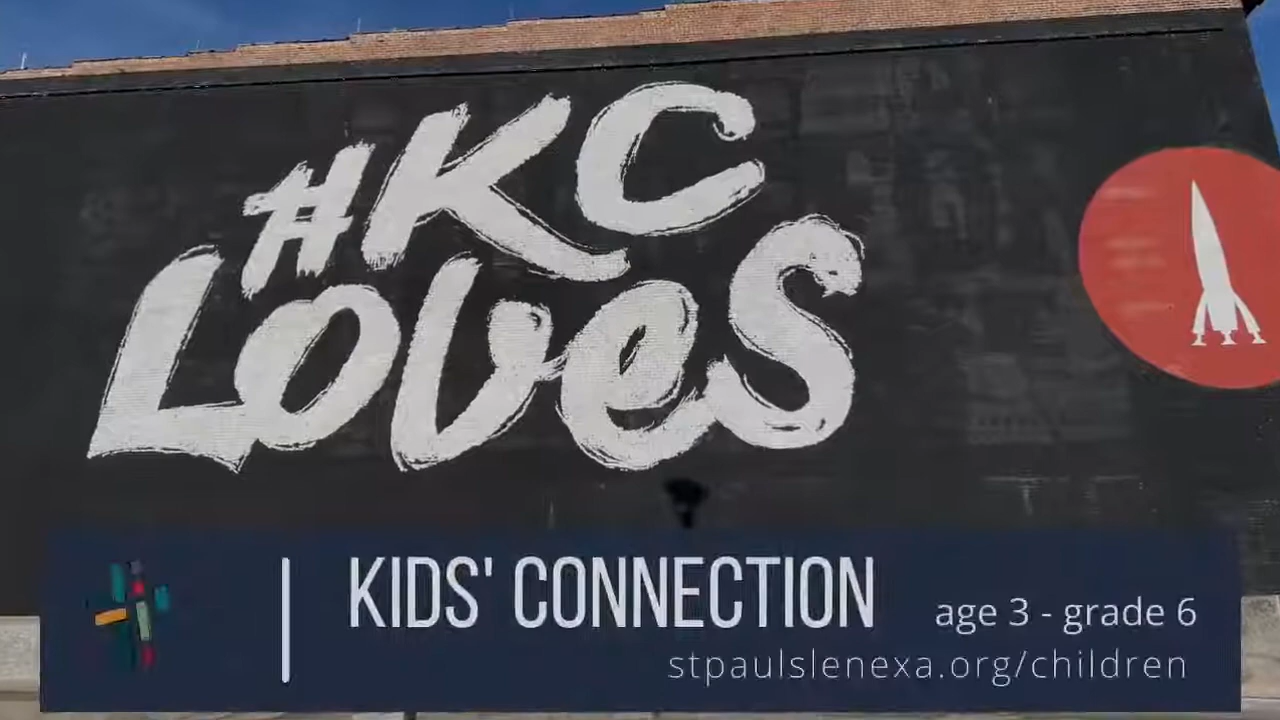 #KC
LoveS
KIDS' CONNECTION
age 3 - grade 6
stpaulslenexa.org/children